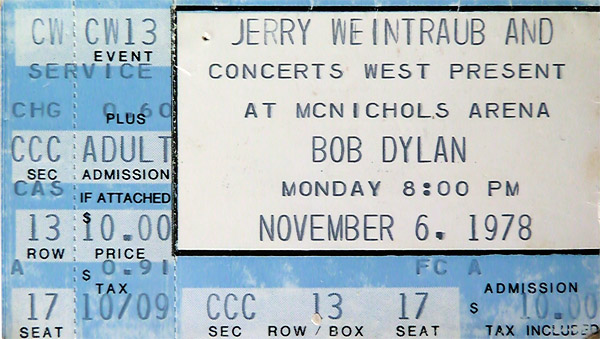 CW CW13
EVENT
SERVICE
CHG 0.60
PLUS
CCC ADULT
SEC ADMISSION
CAS IF ATTACHED
13 $ 10.00
ROW PRICE
A 0.91
$ TAX
17 10/09
SEAT
JERRY WEINTRAUB AND
CONCERTS WEST PRESENT
AT MCNICHOLS ARENA
BOB DYLAN
MONDAY 8:00 PM
NOVEMBER 6. 1978
FC A
ADMISSION
CCC 13 17 $ 10.00
SEC ROW / BOX SEAT TAX INCLUDED